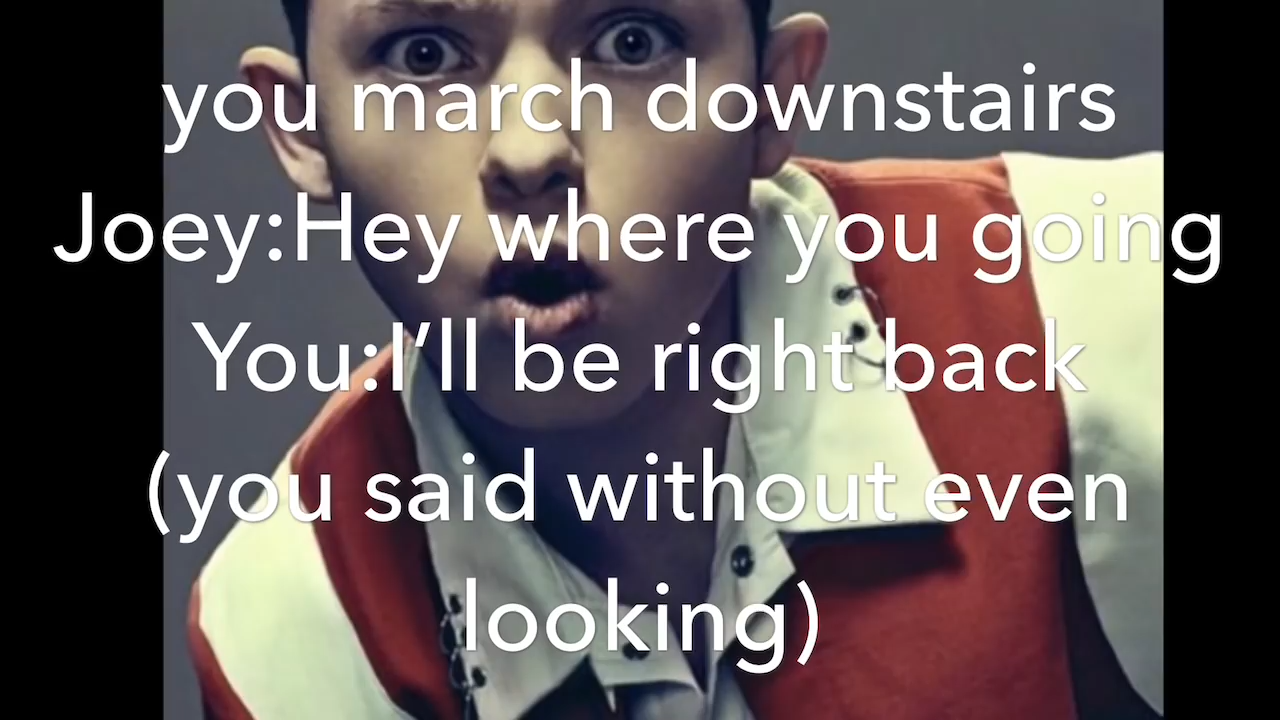 you march downstairs
Joey:Hey where you going
You:I’ll be right back
(you said without even
looking)